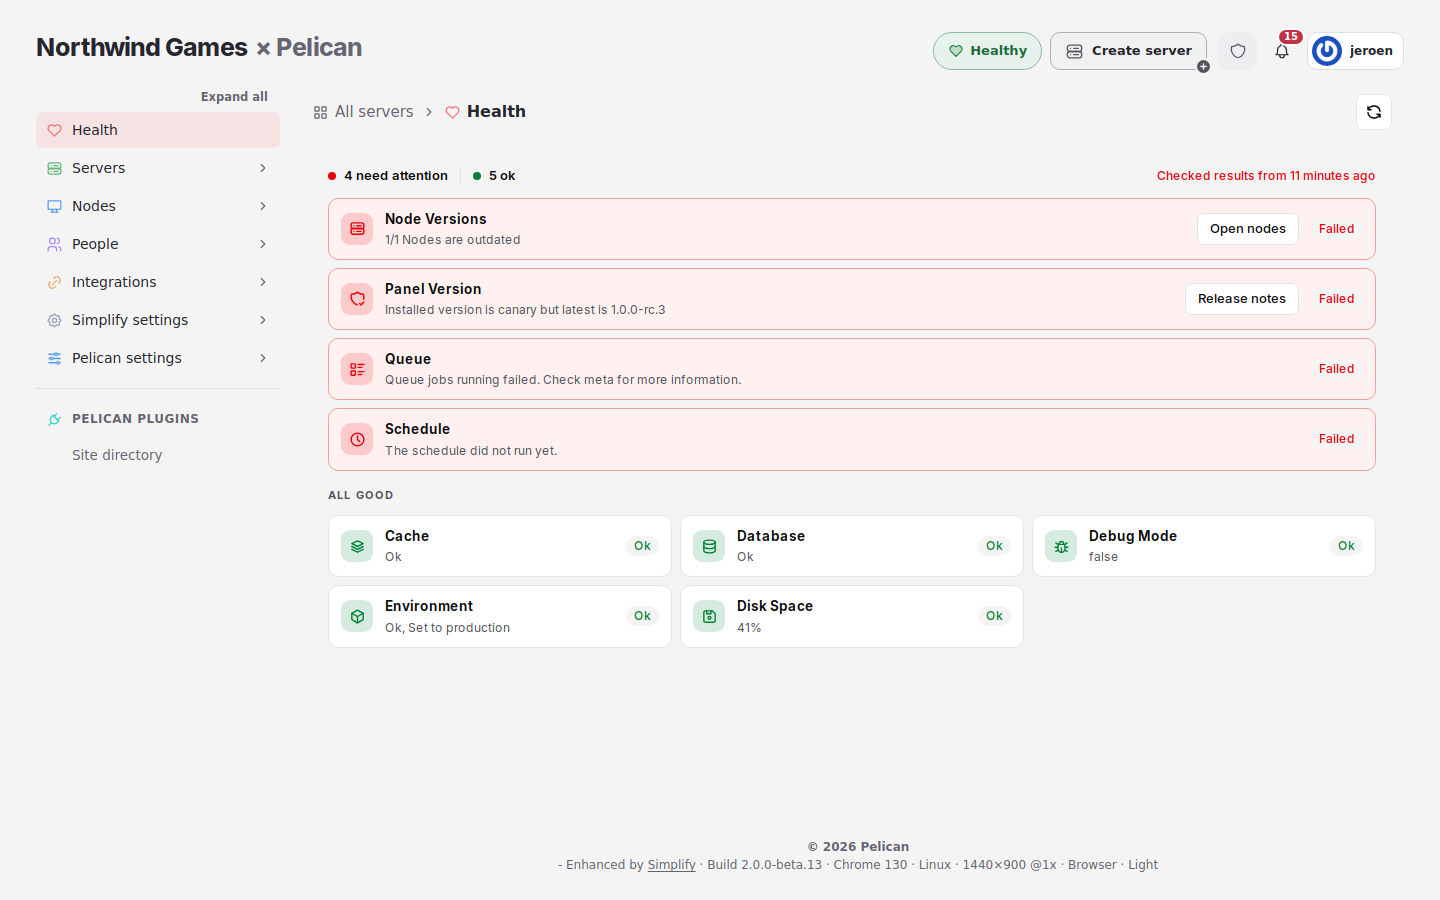 Northwind Games × Pelican
Healthy
Create server
15
jeroen
Expand all
Health
Servers
Nodes
People
Integrations
Simplify settings
Pelican settings
PELICAN PLUGINS
Site directory
All servers > Health
4 need attention
5 ok
Checked results from 11 minutes ago
Node Versions
1/1 Nodes are outdated
Open nodes
Failed
Panel Version
Installed version is canary but latest is 1.0.0-rc.3
Release notes
Failed
Queue
Queue jobs running failed. Check meta for more information.
Failed
Schedule
The schedule did not run yet.
Failed
ALL GOOD
Cache
Ok
Ok
Database
Ok
Ok
Debug Mode
false
Ok
Environment
Ok, Set to production
Ok
Disk Space
41%
Ok
© 2026 Pelican
- Enhanced by Simplify · Build 2.0.0-beta.13 · Chrome 130 · Linux · 1440×900 @1x · Browser · Light